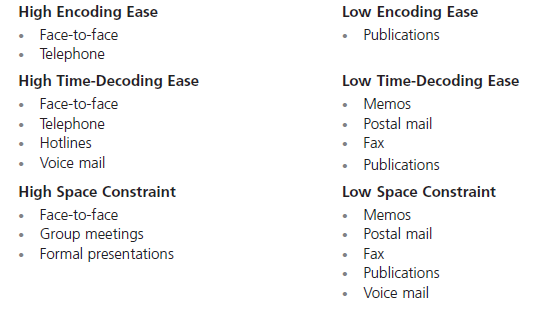 High Encoding Ease
• Face-to-face
• Telephone
Low Encoding Ease
• Publications
High Time-Decoding Ease
• Face-to-face
• Telephone
• Hotlines
• Voice mail
Low Time-Decoding Ease
• Memos
• Postal mail
• Fax
• Publications
High Space Constraint
• Face-to-face
• Group meetings
• Formal presentations
Low Space Constraint
• Memos
• Postal mail
• Fax
• Publications
• Voice mail